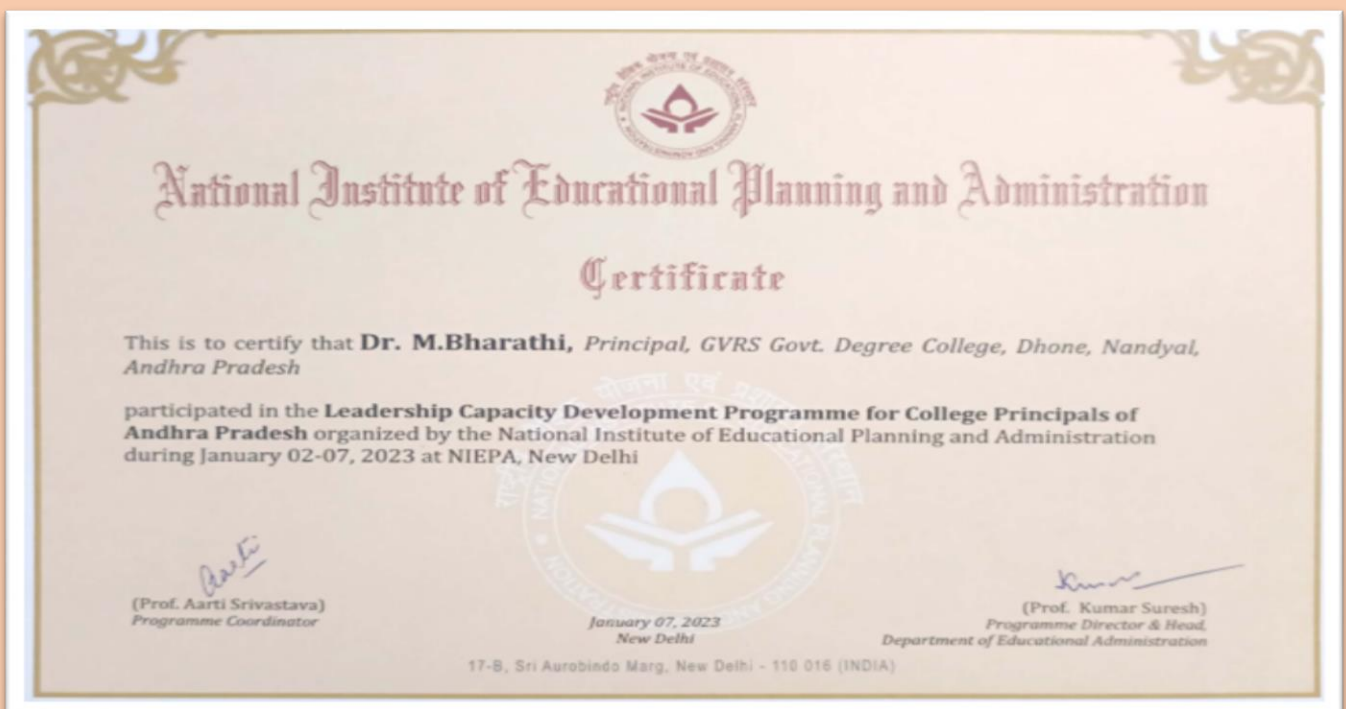 National Institute of Educational Planning and Administration
Certificate
This is to certify that Dr. M.Bharathi, Principal, GVRS Govt. Degree College, Dhone, Nandyal,
Andhra Pradesh
participated in the Leadership Capacity Development Programme for College Principals of
Andhra Pradesh organized by the National Institute of Educational Planning and Administration
during January 02-07, 2023 at NIEPA, New Delhi
Aarti
(Prof. Aarti Srivastava)
Programme Coordinator
January 07, 2023
New Delhi
Kumar
(Prof. Kumar Suresh)
Programme Director & Head,
Department of Educational Administration
17-B, Sri Aurobindo Marg, New Delhi - 110 016 (INDIA)